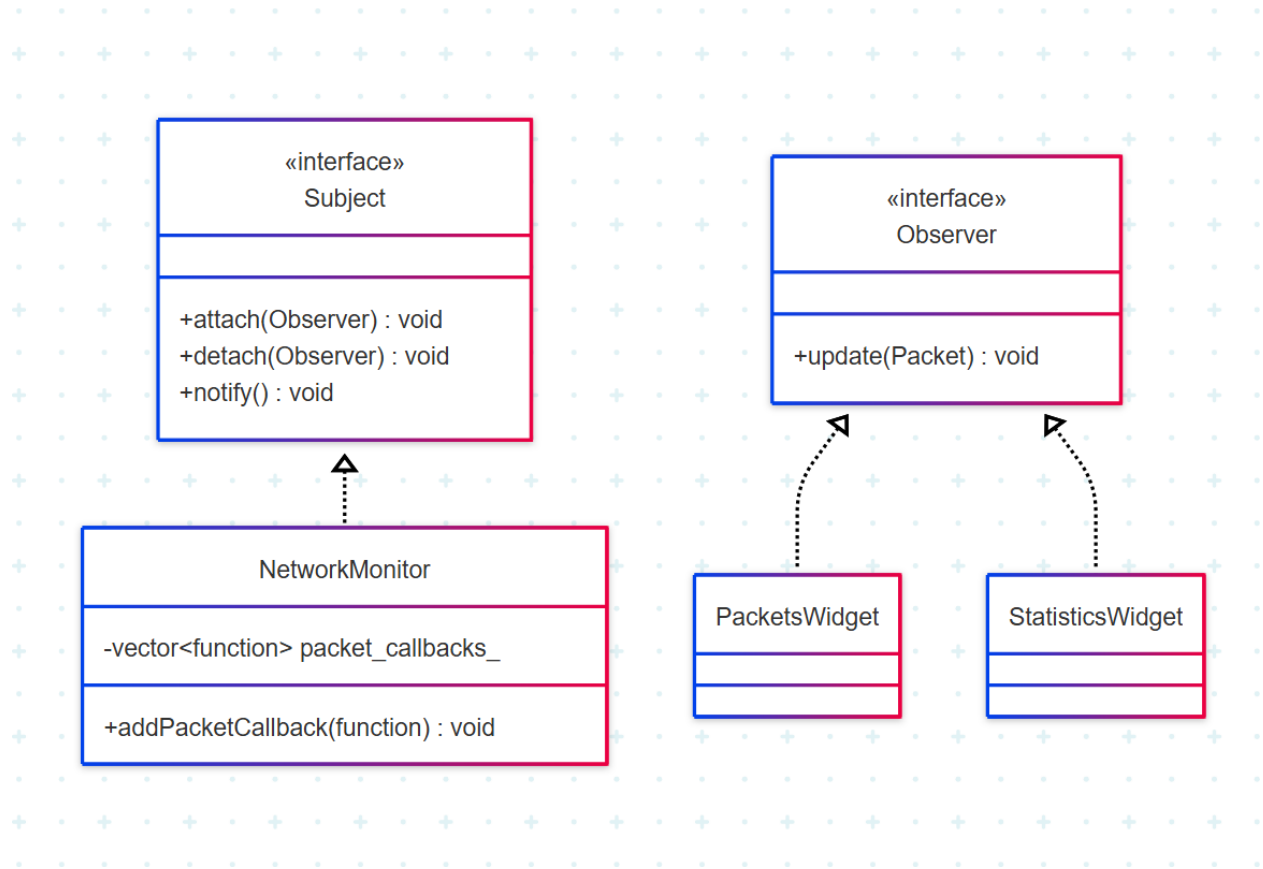 «interface»
Subject
+attach(Observer) : void
+detach(Observer) : void
+notify() : void
«interface»
Observer
+update(Packet) : void
NetworkMonitor
-vector<function> packet_callbacks_
+addPacketCallback(function) : void
PacketsWidget
StatisticsWidget